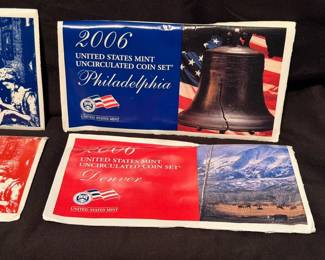 2006
UNITED STATES MINT
UNCIRCULATED COIN SET
Philadelphia
UNITED STATES MINT
2006
UNITED STATES MINT
UNCIRCULATED COIN SET
Denver
UNITED STATES MINT